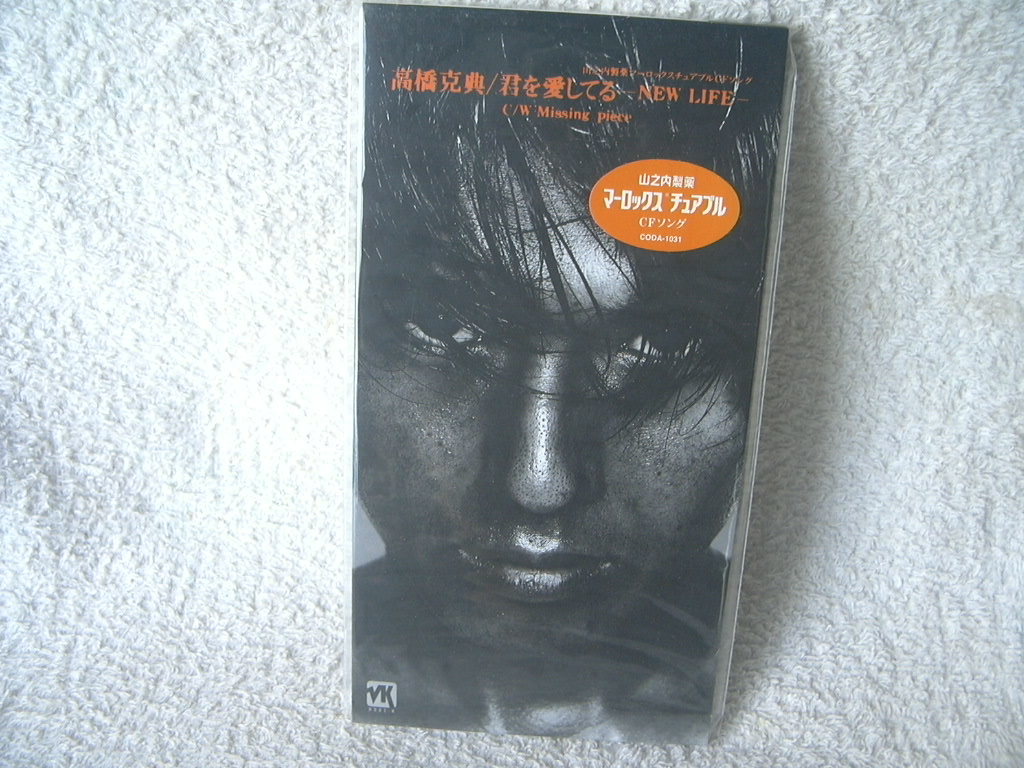 山之内製薬マーロックスチュアブルCFソング
高橋克典/君を愛してる−NEW LIFE−
C/W Missing piece
山之内製薬
マーロックス チュアブル
CFソング
CODA-1031
VK